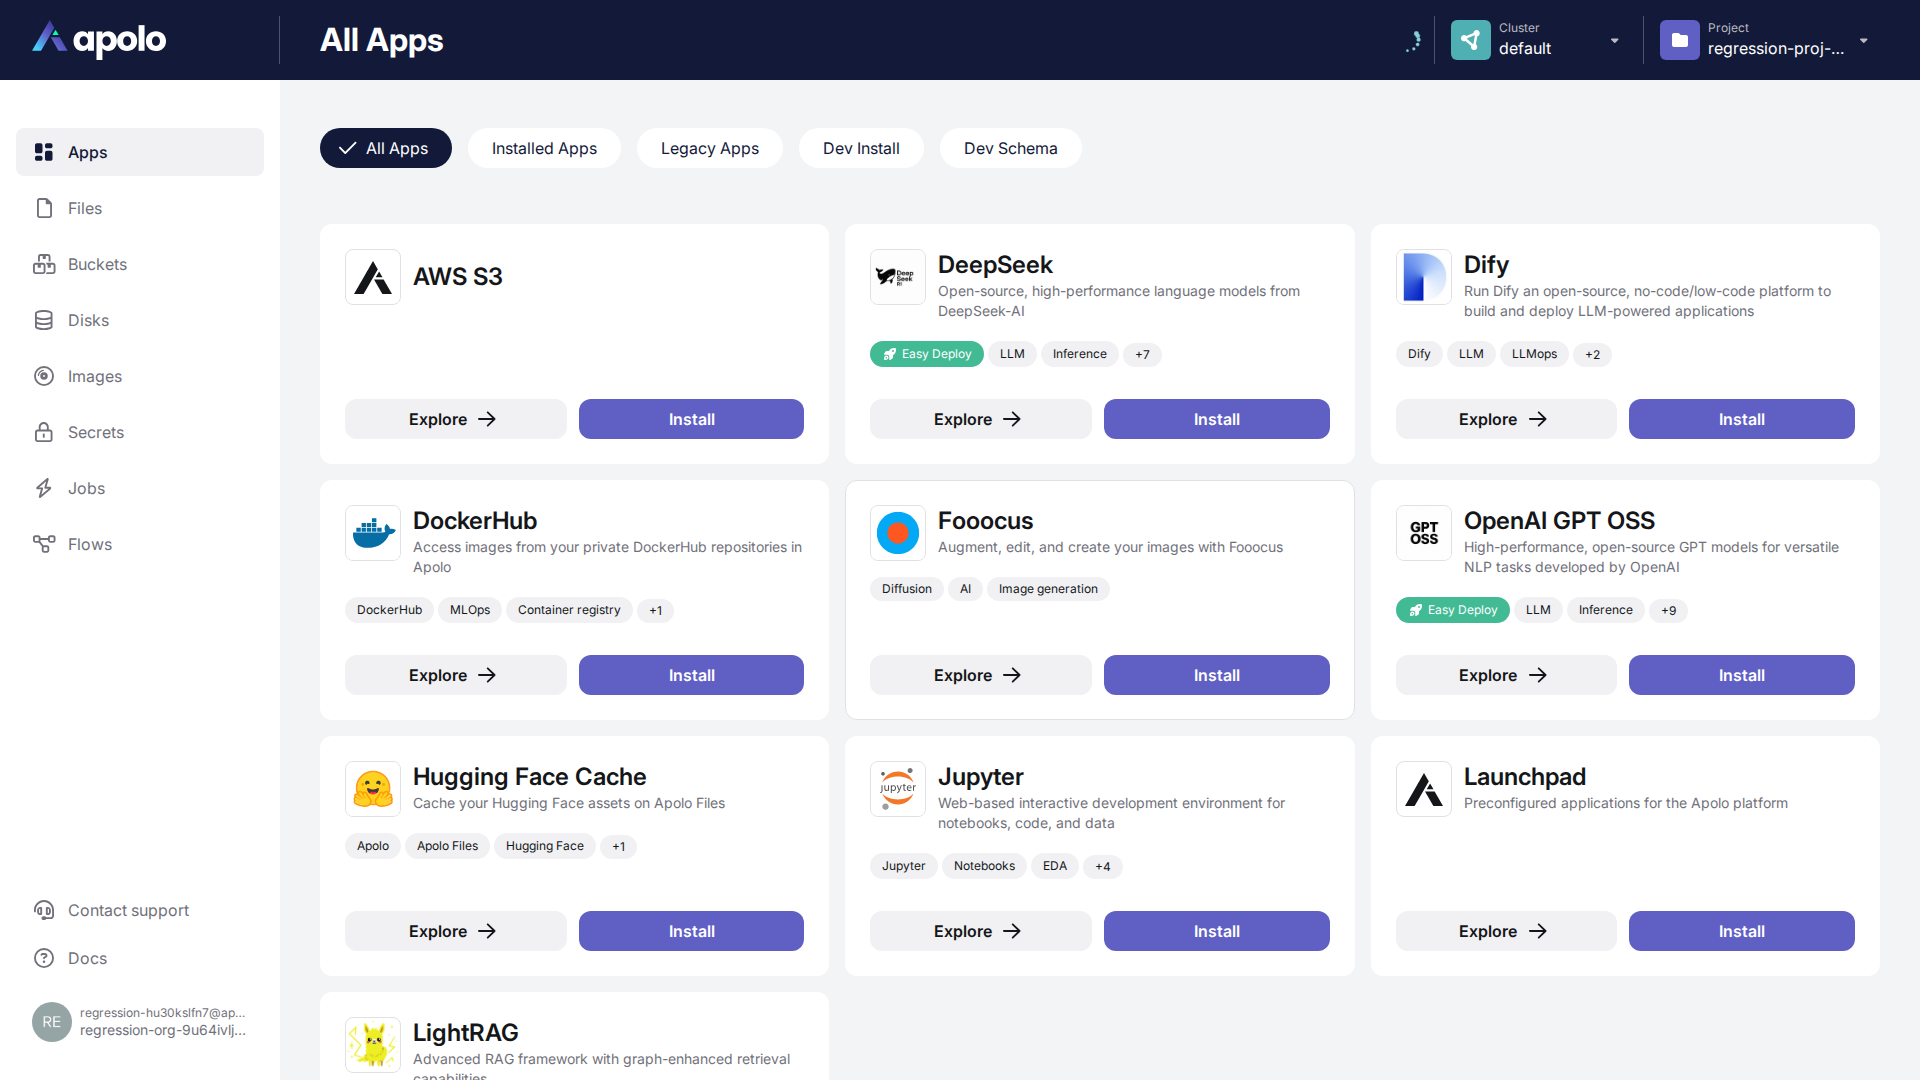 apolo
All Apps
Cluster
default
Project
regression-proj-...
Apps
Files
Buckets
Disks
Images
Secrets
Jobs
Flows
Contact support
Docs
RE
regression-hu30kslfn7@ap...
regression-org-9u64ivlj...
All Apps
Installed Apps
Legacy Apps
Dev Install
Dev Schema
AWS S3
Explore
Install
deep seek R1
DeepSeek
Open-source, high-performance language models from
DeepSeek-AI
Easy Deploy
LLM
Inference
+7
Explore
Install
Dify
Run Dify an open-source, no-code/low-code platform to
build and deploy LLM-powered applications
Dify
LLM
LLMops
+2
Explore
Install
DockerHub
Access images from your private DockerHub repositories in
Apolo
DockerHub
MLOps
Container registry
+1
Explore
Install
Fooocus
Augment, edit, and create your images with Fooocus
Diffusion
AI
Image generation
Explore
Install
GPT
OSS
OpenAI GPT OSS
High-performance, open-source GPT models for versatile
NLP tasks developed by OpenAI
Easy Deploy
LLM
Inference
+9
Explore
Install
Hugging Face Cache
Cache your Hugging Face assets on Apolo Files
Apolo
Apolo Files
Hugging Face
+1
Explore
Install
jupyter
Jupyter
Web-based interactive development environment for
notebooks, code, and data
Jupyter
Notebooks
EDA
+4
Explore
Install
Launchpad
Preconfigured applications for the Apolo platform
Explore
Install
LightRAG
Advanced RAG framework with graph-enhanced retrieval
capabilities